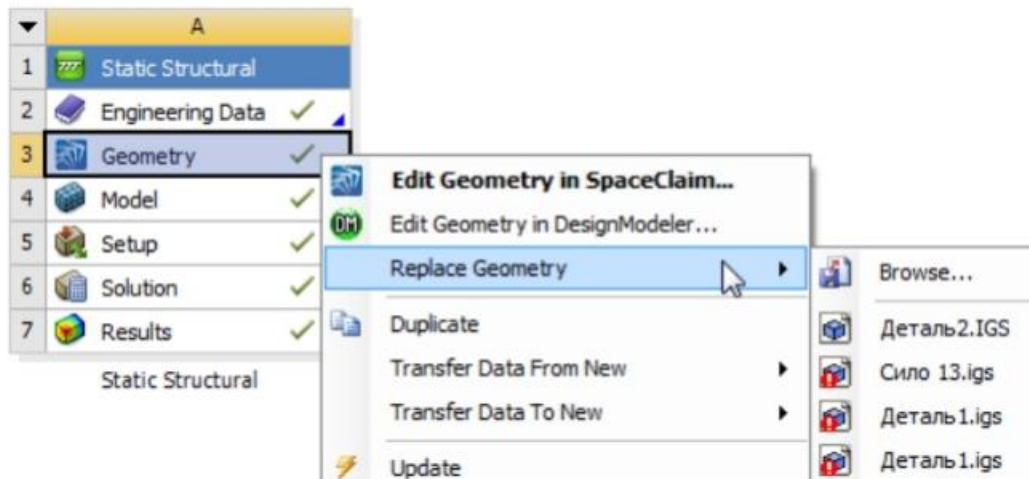 A
1 Static Structural
2 Engineering Data
3 Geometry
4 Model
5 Setup
6 Solution
7 Results
Static Structural
Edit Geometry in SpaceClaim...
DM Edit Geometry in DesignModeler...
Replace Geometry
Duplicate
Transfer Data From New
Transfer Data To New
Update
Browse...
Деталь2.IGS
Сило 13.igs
Деталь1.igs
Деталь1.igs